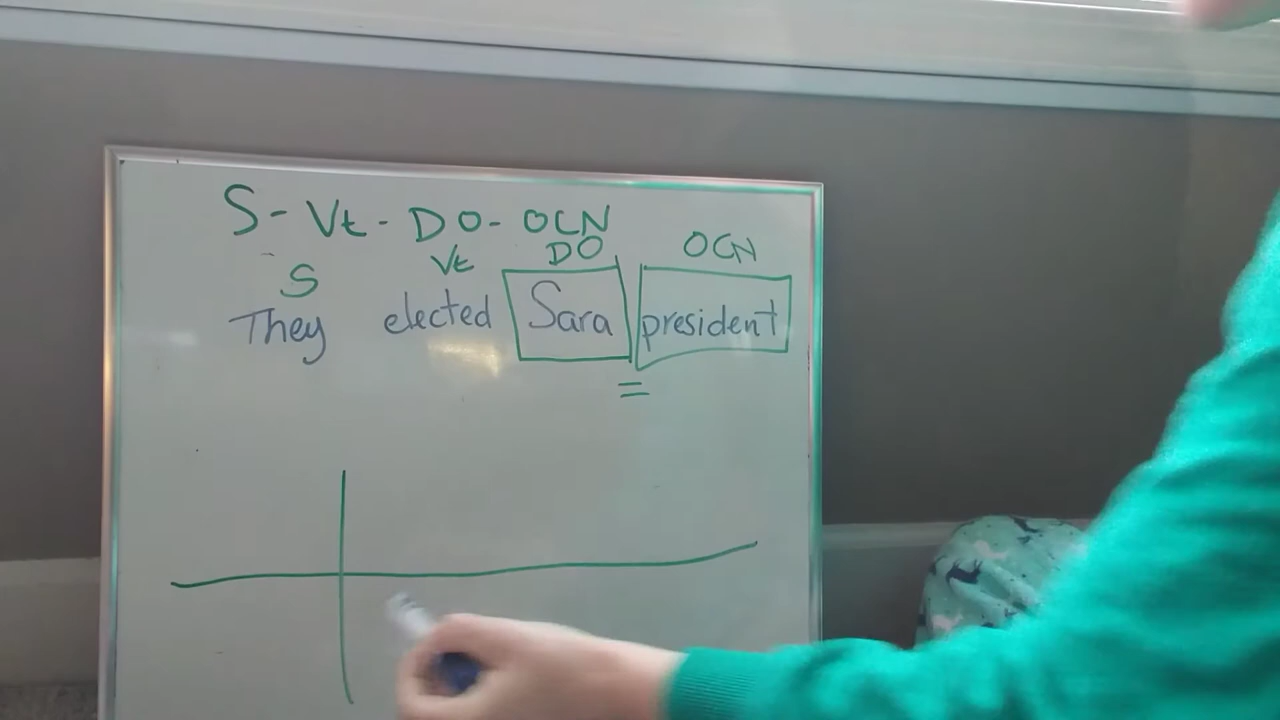 S - Vt - DO - OCN
S Vt DO OCN
They elected Sara president
=